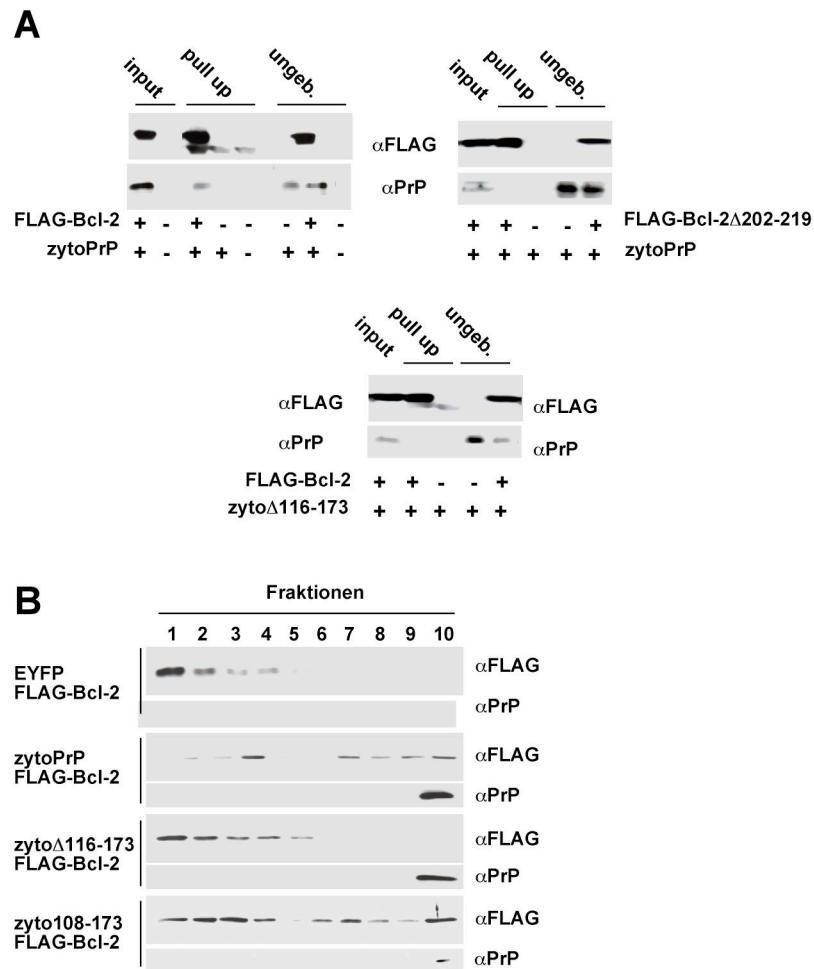 A
input pull up ungeb.
αFLAG
αPrP
FLAG-Bcl-2 + - + - - - + -
zytoPrP + - + + - + + -
input pull up ungeb.
FLAG-Bcl-2Δ202-219 + + - - +
zytoPrP + + + + +
input pull up ungeb.
αFLAG αFLAG
αPrP αPrP
FLAG-Bcl-2 + + - - +
zytoΔ116-173 + + + + +
B
Fraktionen
1 2 3 4 5 6 7 8 9 10
EYFP
FLAG-Bcl-2
αFLAG
αPrP
zytoPrP
FLAG-Bcl-2
αFLAG
αPrP
zytoΔ116-173
FLAG-Bcl-2
αFLAG
αPrP
zyto108-173
FLAG-Bcl-2
αFLAG
αPrP